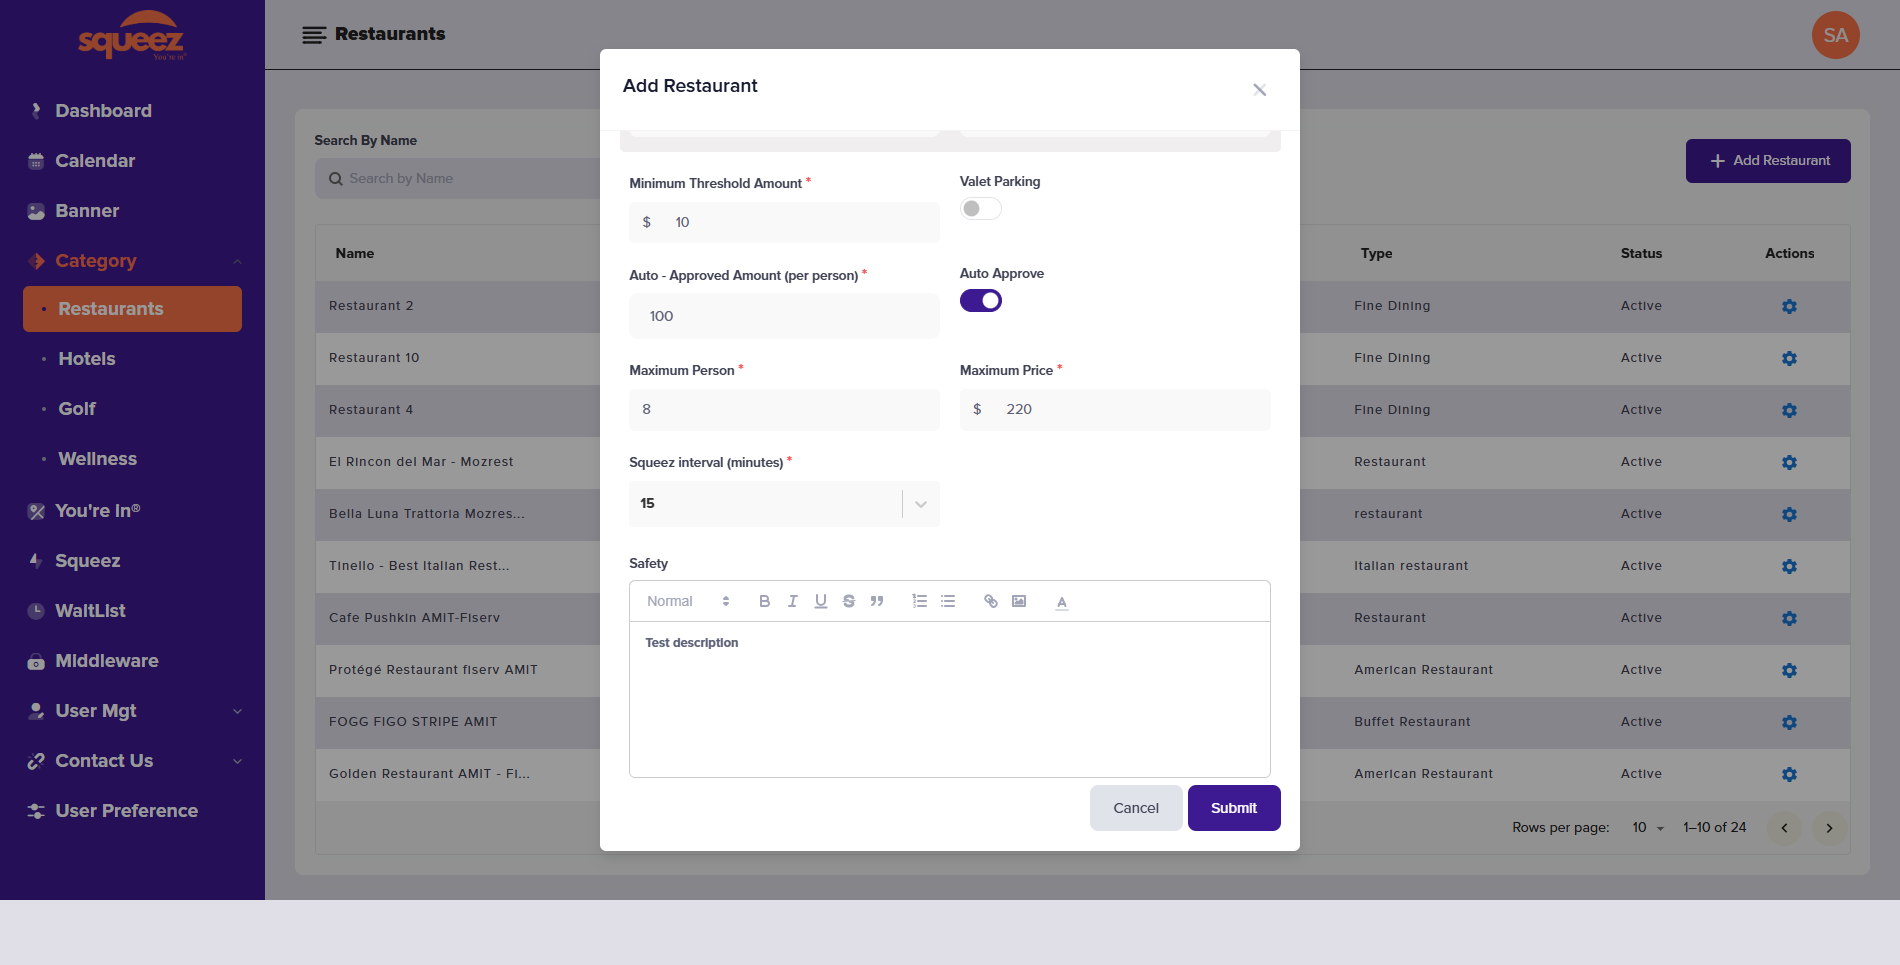 squeez
You're in®
Dashboard
Calendar
Banner
Category
Restaurants
Hotels
Golf
Wellness
You're In®
Squeez
WaitList
Middleware
User Mgt
Contact Us
User Preference
Restaurants
SA
Search By Name
Search by Name
Add Restaurant
Name
Type
Status
Actions
Restaurant 2
Fine Dining
Active
Restaurant 10
Fine Dining
Active
Restaurant 4
Fine Dining
Active
El Rincon del Mar - Mozrest
Restaurant
Active
Bella Luna Trattoria Mozres...
restaurant
Active
Tinello - Best Italian Rest...
Italian restaurant
Active
Cafe Pushkin AMIT-Fiserv
Restaurant
Active
Protégé Restaurant fiserv AMIT
American Restaurant
Active
FOGG FIGO STRIPE AMIT
Buffet Restaurant
Active
Golden Restaurant AMIT - Fi...
American Restaurant
Active
Rows per page:
10
1–10 of 24
Add Restaurant
Minimum Threshold Amount *
$ 10
Valet Parking
Auto - Approved Amount (per person) *
100
Auto Approve
Maximum Person *
8
Maximum Price *
$ 220
Squeez interval (minutes) *
15
Safety
Normal
B I U S A
Test description
Cancel
Submit